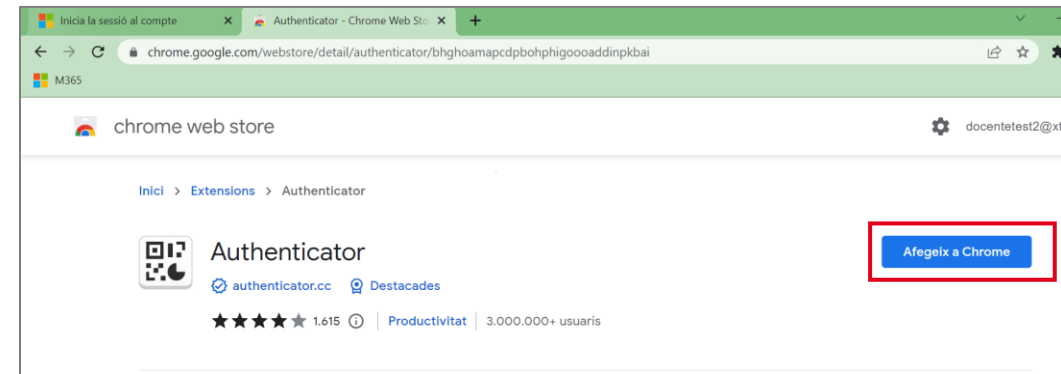 Inicia la sessió al compte
Authenticator - Chrome Web Sto
chrome.google.com/webstore/detail/authenticator/bhghoamapcdpbohphigoooaddinpkbai
M365
chrome web store
docentetest2@xt
Inici > Extensions > Authenticator
Authenticator
Afegeix a Chrome
authenticator.cc Destacades
1.615 Productivitat 3.000.000+ usuaris